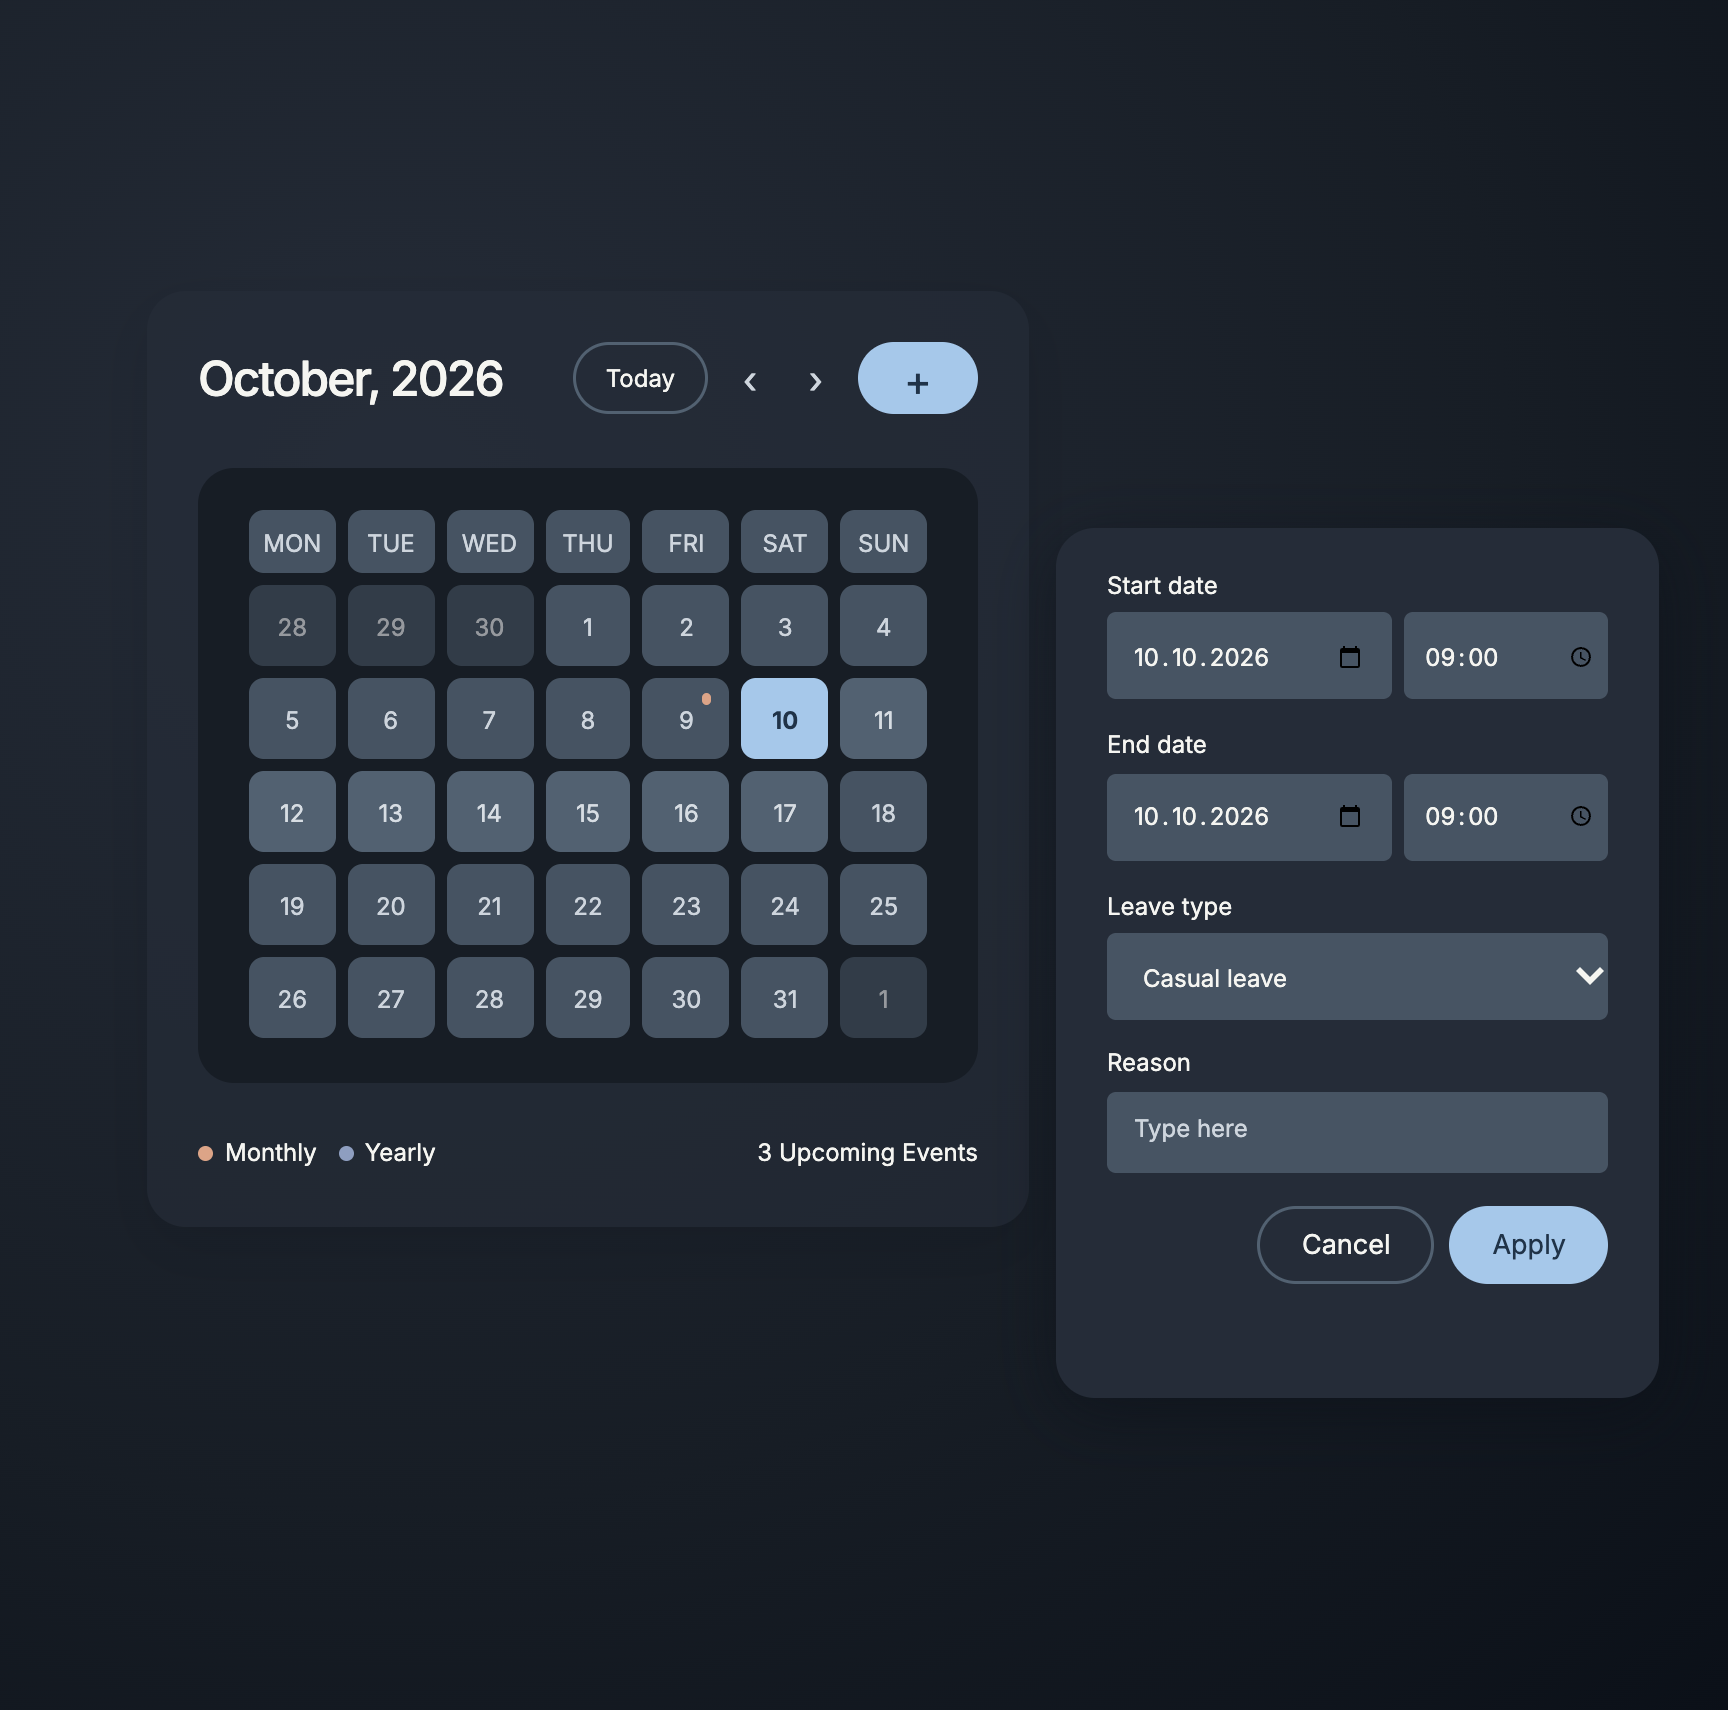 October, 2026
Today
‹ › +
MON TUE WED THU FRI SAT SUN
28 29 30 1 2 3 4
5 6 7 8 9 10 11
12 13 14 15 16 17 18
19 20 21 22 23 24 25
26 27 28 29 30 31 1
Monthly Yearly 3 Upcoming Events
Start date
10.10.2026 09:00
End date
10.10.2026 09:00
Leave type
Casual leave
Reason
Type here
Cancel Apply